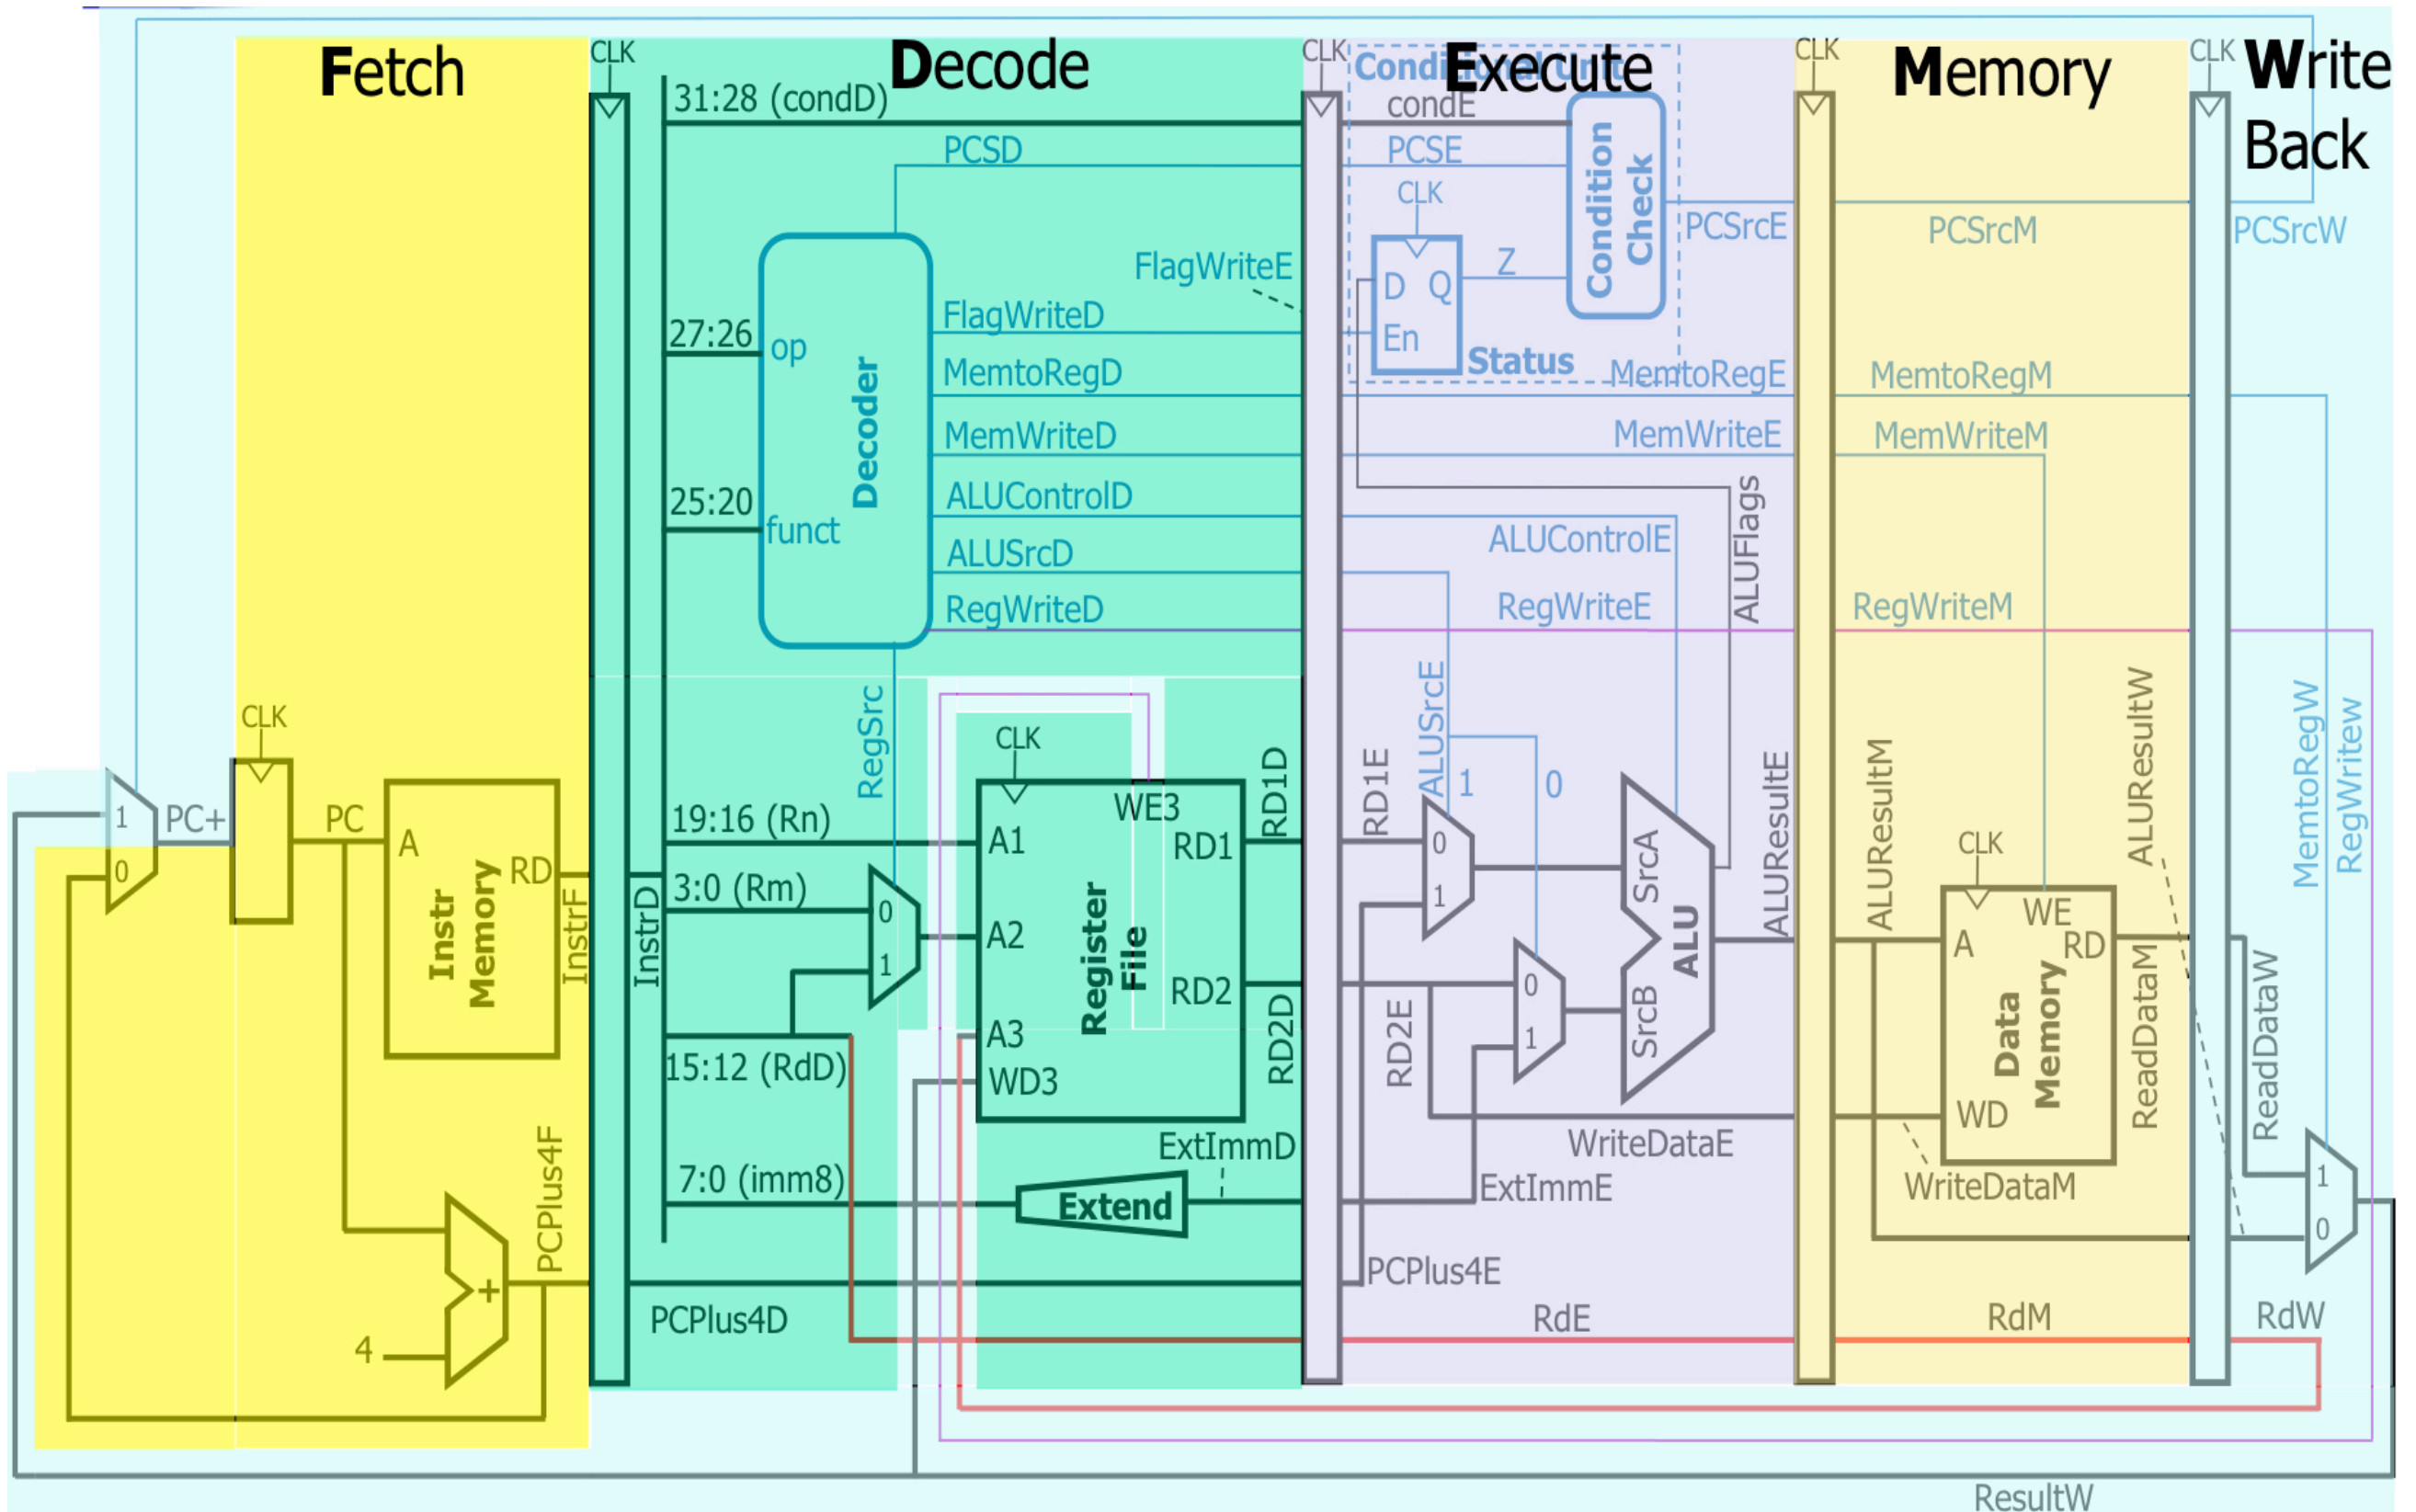 Fetch
Decode
Execute
Memory
Write
Back
CLK
CLK
CLK
CLK
31:28 (condD)
Conditional Unit
condE
PCSD
PCSE
CLK
Condition
Check
PCSrcE
PCSrcM
PCSrcW
FlagWriteE
D
Q
Z
En
Status
27:26
op
Decoder
FlagWriteD
MemtoRegD
MemtoRegE
MemtoRegM
MemWriteD
MemWriteE
MemWriteM
25:20
funct
ALUControlD
ALUControlE
ALUFlags
ALUSrcD
RegWriteD
RegWriteE
RegWriteM
RegSrc
ALUSrcE
1
0
ALUResultW
MemtoRegW
RegWritew
1
0
PC+
CLK
PC
A
RD
Instr
Memory
InstrF
InstrD
19:16 (Rn)
3:0 (Rm)
0
1
15:12 (RdD)
CLK
WE3
A1
RD1
A2
RD2
A3
WD3
Register
File
RD1D
RD2D
RD1E
RD2E
0
1
0
1
SrcA
SrcB
ALU
ALUResultE
ALUResultM
CLK
WE
A
RD
Data
Memory
WD
ReadDataM
ReadDataW
1
0
WriteDataE
WriteDataM
7:0 (imm8)
Extend
ExtImmD
ExtImmE
PCPlus4F
+
4
PCPlus4D
PCPlus4E
RdE
RdM
RdW
ResultW